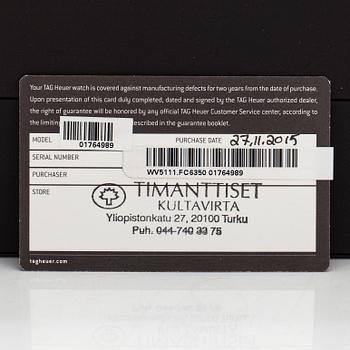 Your TAG Heuer watch is covered against manufacturing defects for two years from the date of purchase.
Upon presentation of this card duly completed, dated and signed by the TAG Heuer authorized dealer,
the right of guarantee will be honored by any official TAG Heuer Customer Service center, according to
the limiting described in the guarantee booklet.
MODEL 01764989 PURCHASE DATE 27.11.2015
SERIAL NUMBER
PURCHASER WV5111.FC6350 01764989
STORE TIMANTTISET
KULTAVIRTA
Yliopistonkatu 27, 20100 Turku
Puh. 044-740 33 75
tagheuer.com